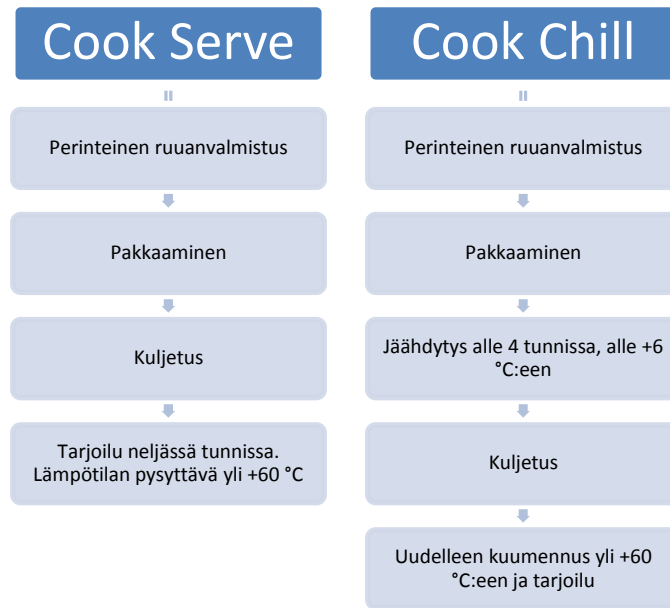 Cook Serve
Perinteinen ruuanvalmistus
Pakkaaminen
Kuljetus
Tarjoilu neljässä tunnissa.
Lämpötilan pysyttävä yli +60 °C
Cook Chill
Perinteinen ruuanvalmistus
Pakkaaminen
Jäähdytys alle 4 tunnissa, alle +6
°C:een
Kuljetus
Uudelleen kuumennus yli +60
°C:een ja tarjoilu